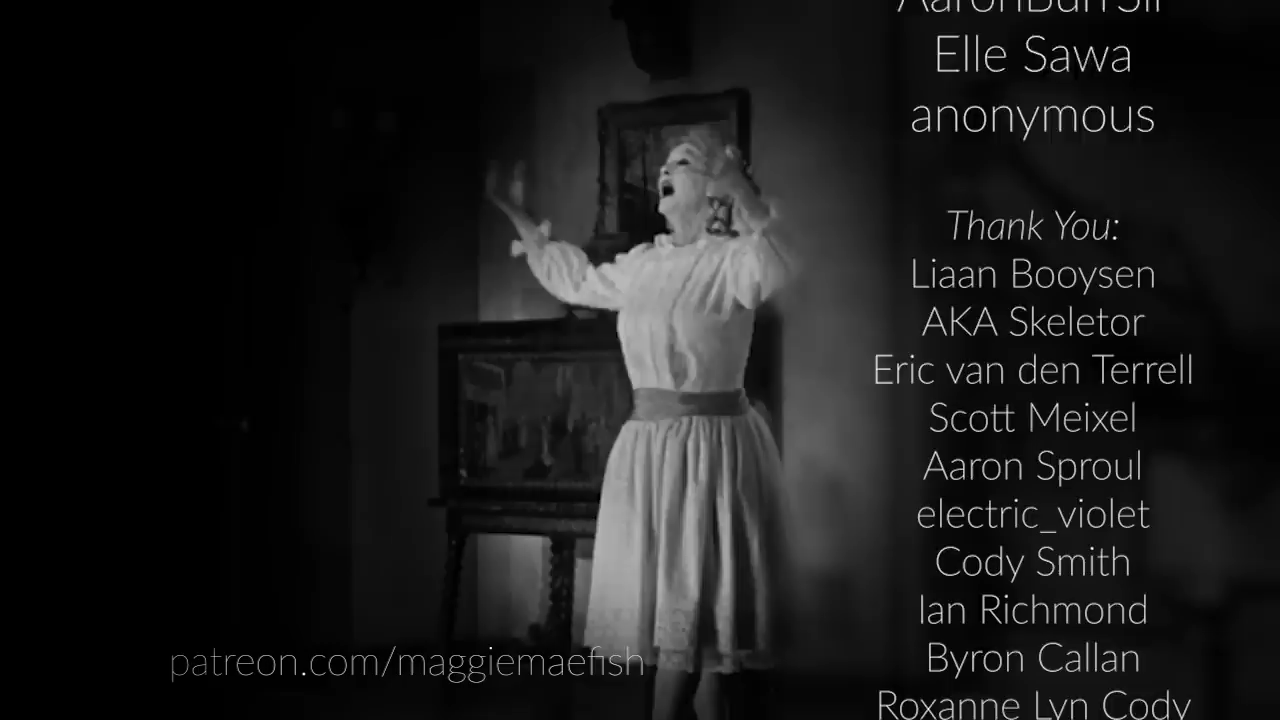 AaronBurrSir
Elle Sawa
anonymous
Thank You:
Liaan Booysen
AKA Skeletor
Eric van den Terrell
Scott Meixel
Aaron Sproul
electric_violet
Cody Smith
Ian Richmond
Byron Callan
Roxanne Lyn Cody
patreon.com/maggiemaefish